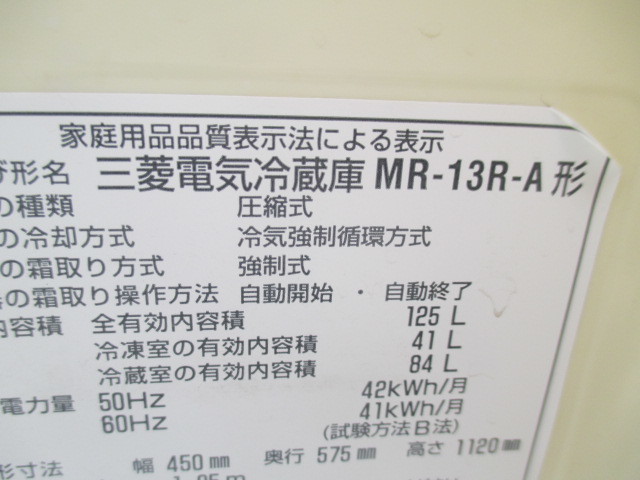 家庭用品品質表示法による表示
び形名 三菱電気冷蔵庫 MR-13R-A 形
の種類 圧縮式
の冷却方式 冷気強制循環方式
の霜取り方式 強制式
の霜取り操作方法 自動開始・自動終了
内容積 全有効内容積 125 L
冷凍室の有効内容積 41 L
冷蔵室の有効内容積 84 L
電力量 50Hz 42kWh/月
60Hz 41kWh/月
(試験方法B法)
形寸法 幅 450㎜ 奥行 575㎜ 高さ 1120㎜